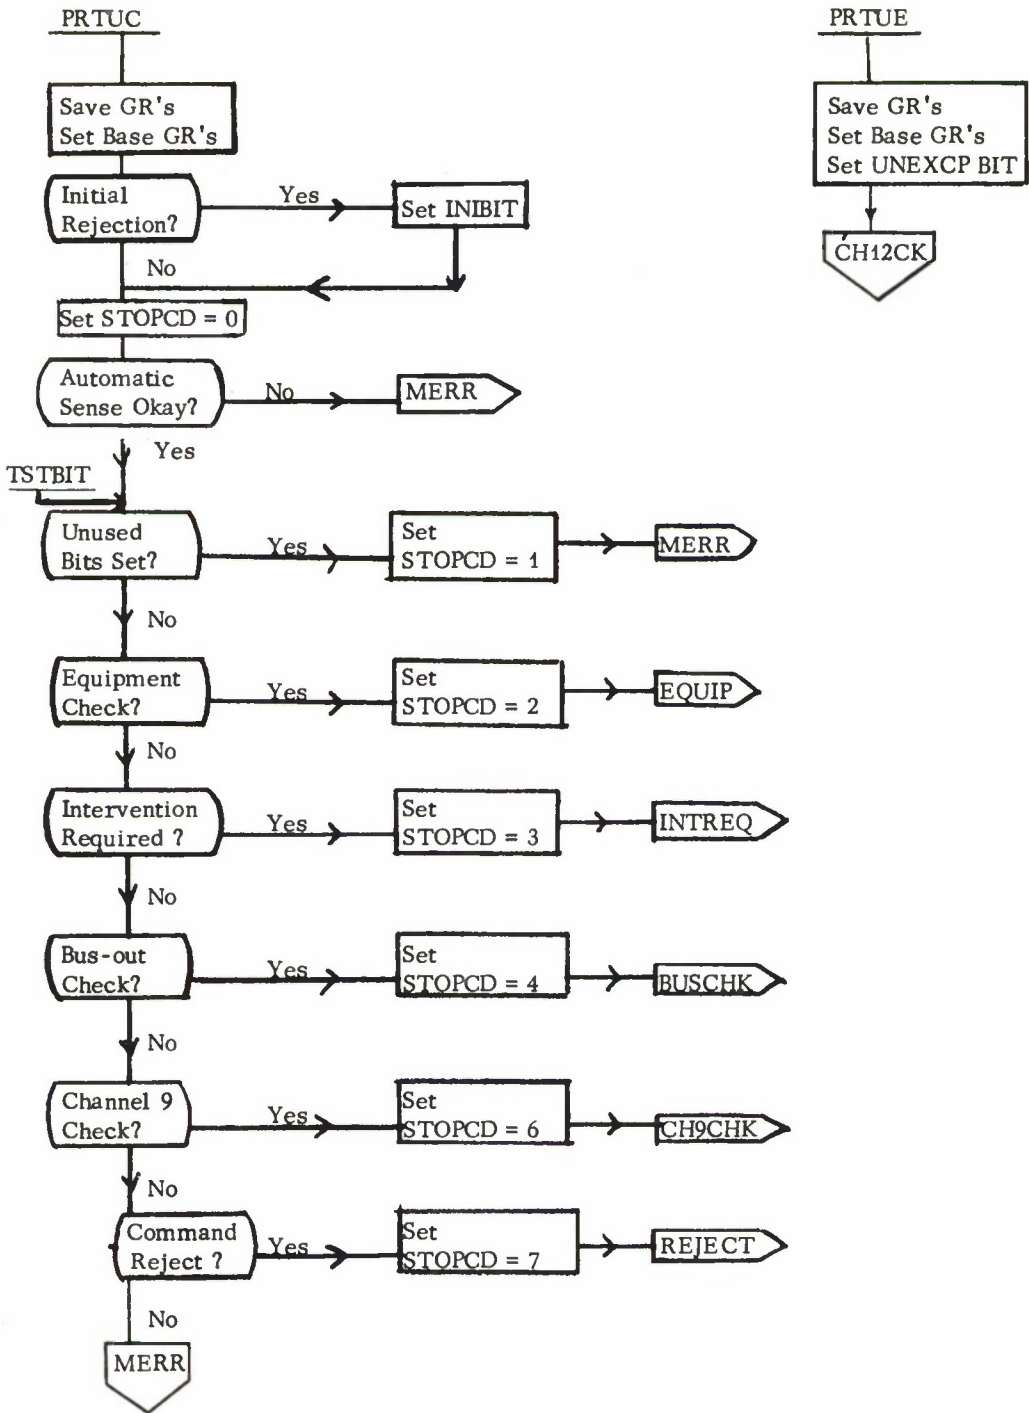 PRTUC
PRTUE
Save GR's
Set Base GR's
Save GR's
Set Base GR's
Set UNEXCP BIT
Initial
Rejection?
Yes
Set INIBIT
CH12CK
No
Set STOPCD = 0
Automatic
Sense Okay?
No
MERR
Yes
TSTBIT
Unused
Bits Set?
Yes
Set
STOPCD = 1
MERR
No
Equipment
Check?
Yes
Set
STOPCD = 2
EQUIP
No
Intervention
Required ?
Yes
Set
STOPCD = 3
INTREQ
No
Bus-out
Check?
Yes
Set
STOPCD = 4
BUSCHK
No
Channel 9
Check?
Yes
Set
STOPCD = 6
CH9CHK
No
Command
Reject ?
Yes
Set
STOPCD = 7
REJECT
No
MERR